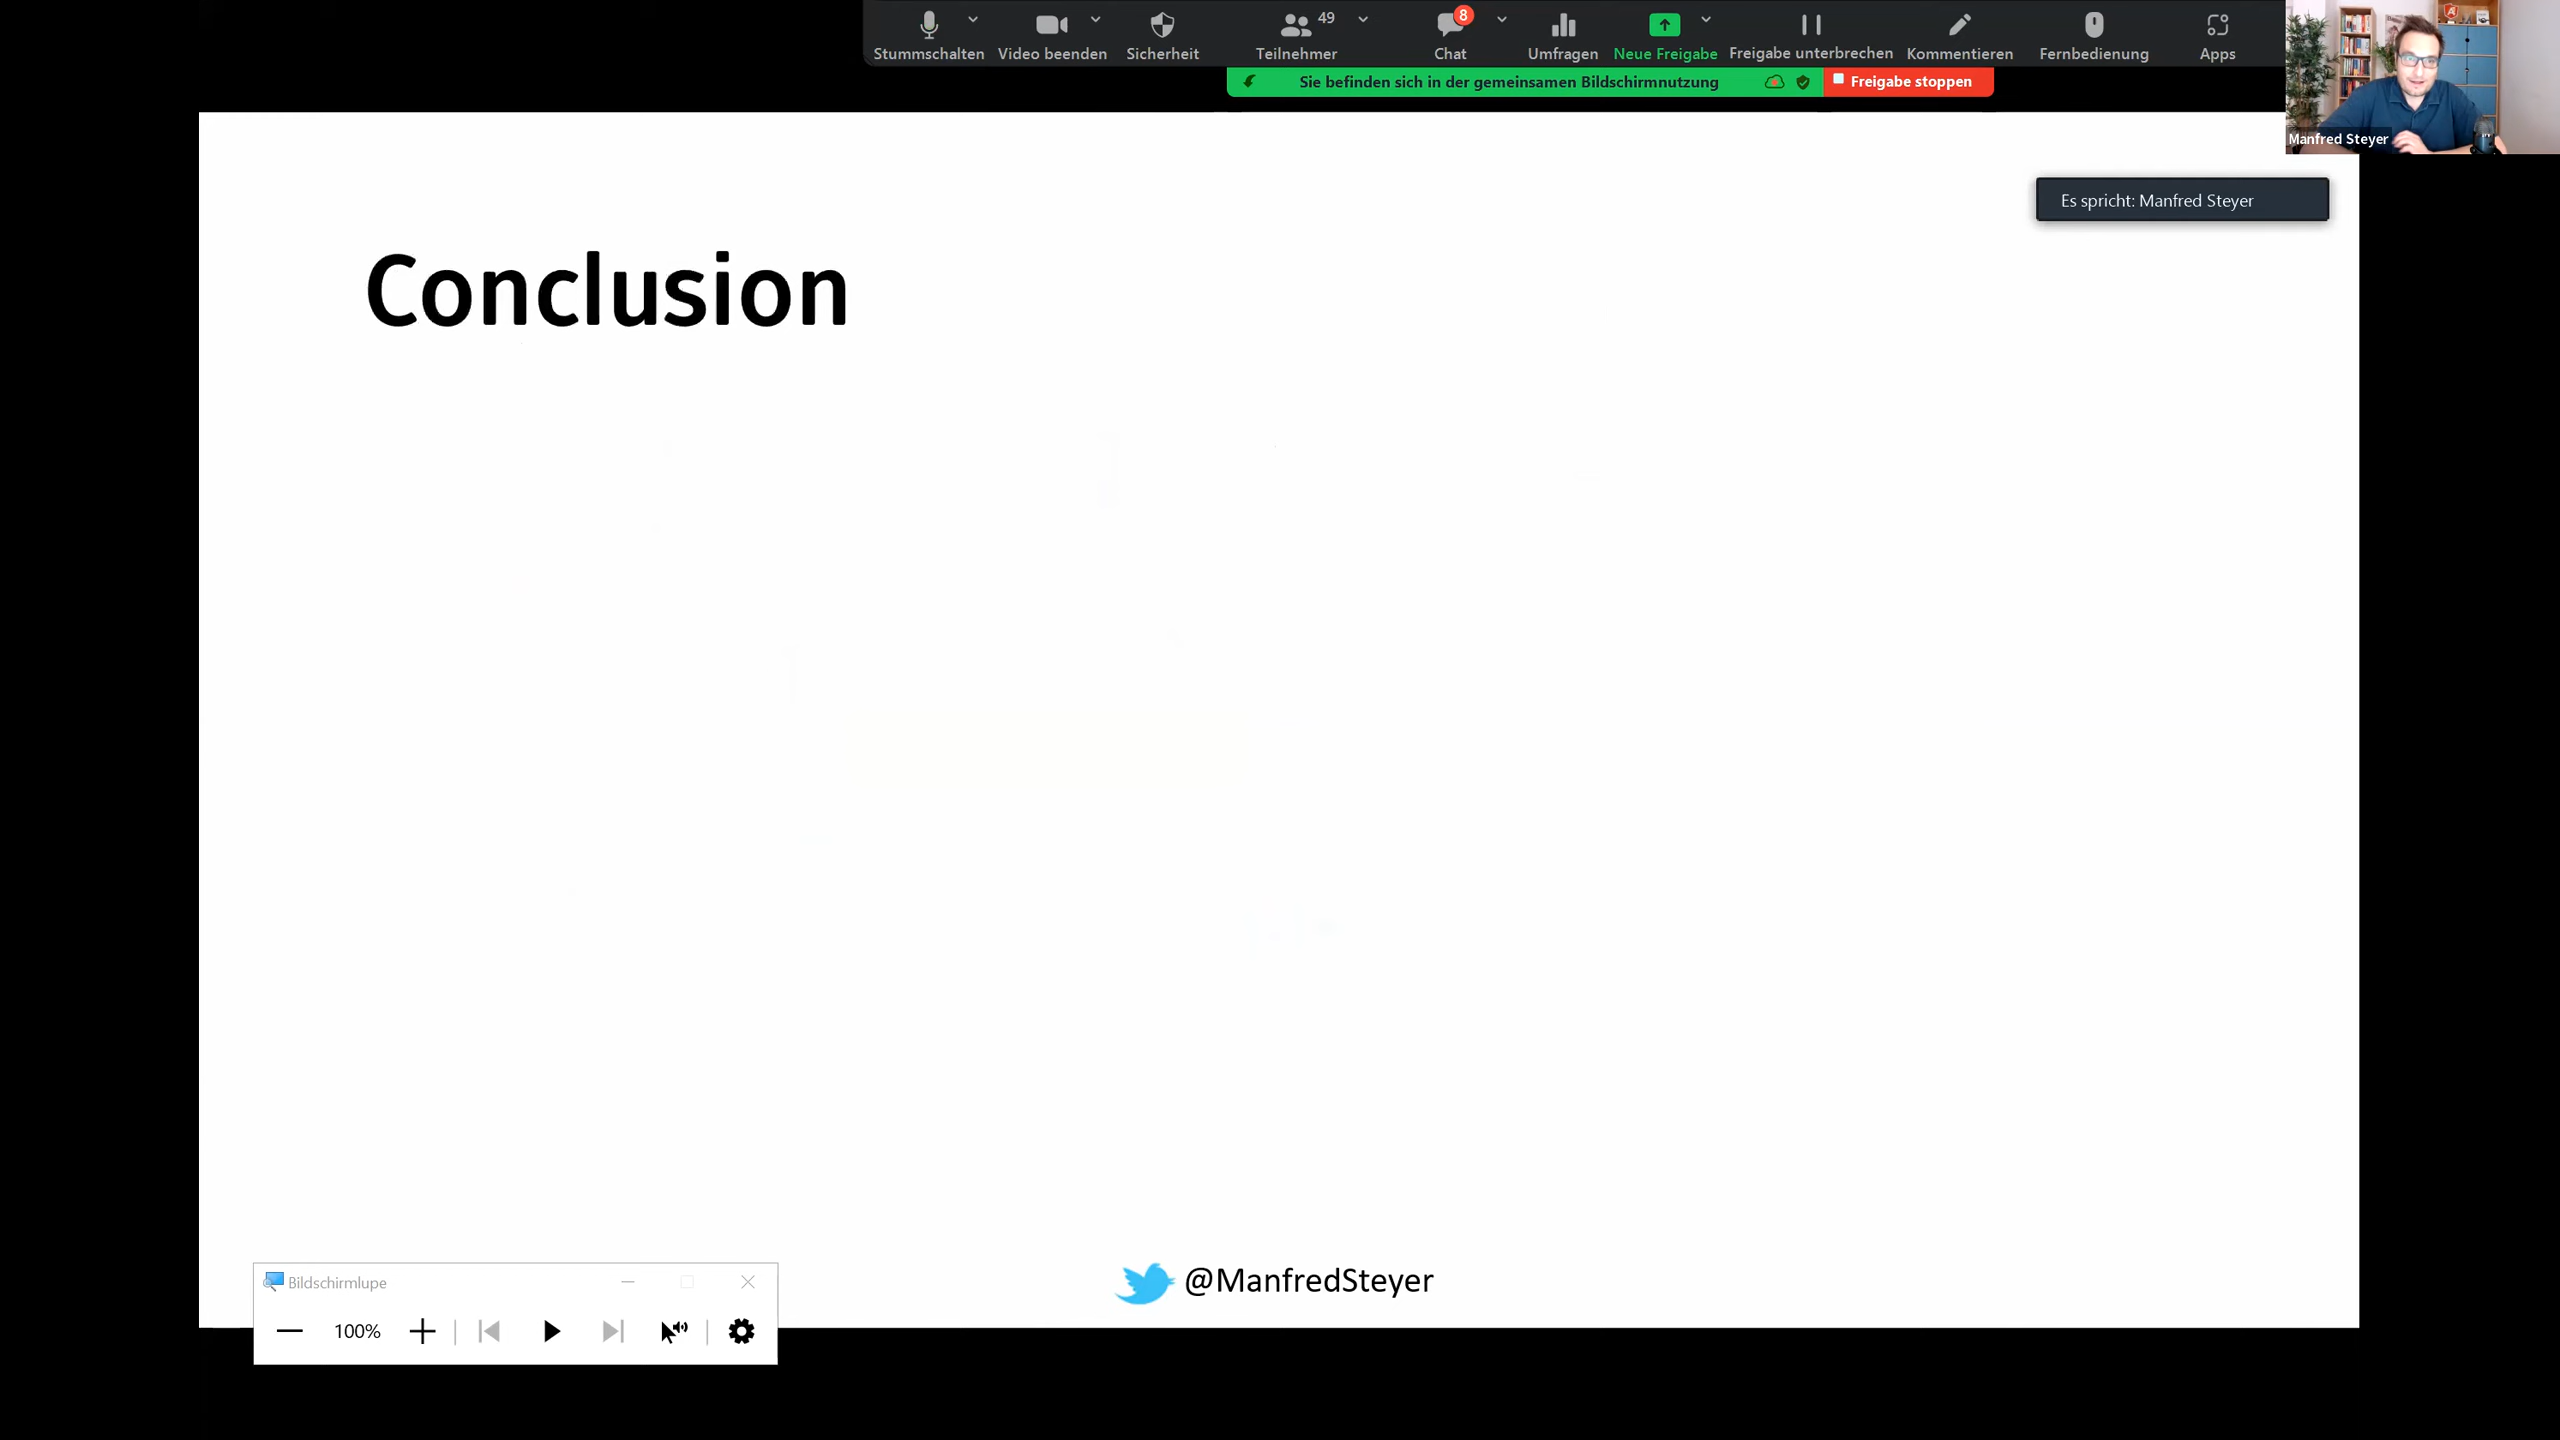 49
8
Stummschalten Video beenden Sicherheit Teilnehmer Chat Umfragen Neue Freigabe Freigabe unterbrechen Kommentieren Fernbedienung Apps
Sie befinden sich in der gemeinsamen Bildschirmnutzung Freigabe stoppen
Manfred Steyer
Es spricht: Manfred Steyer
Conclusion
@ManfredSteyer
Bildschirmlupe
100%